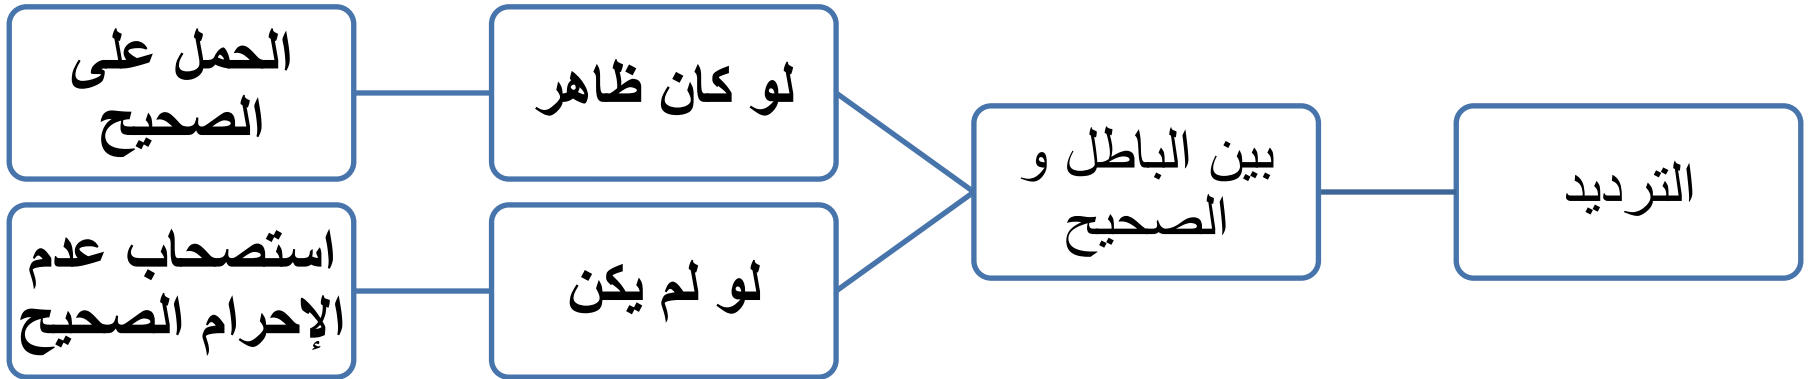 الترديد
بين الباطل و
الصحيح
لو كان ظاهر
الحمل على
الصحيح
لو لم يكن
استصحاب عدم
الإحرام الصحيح